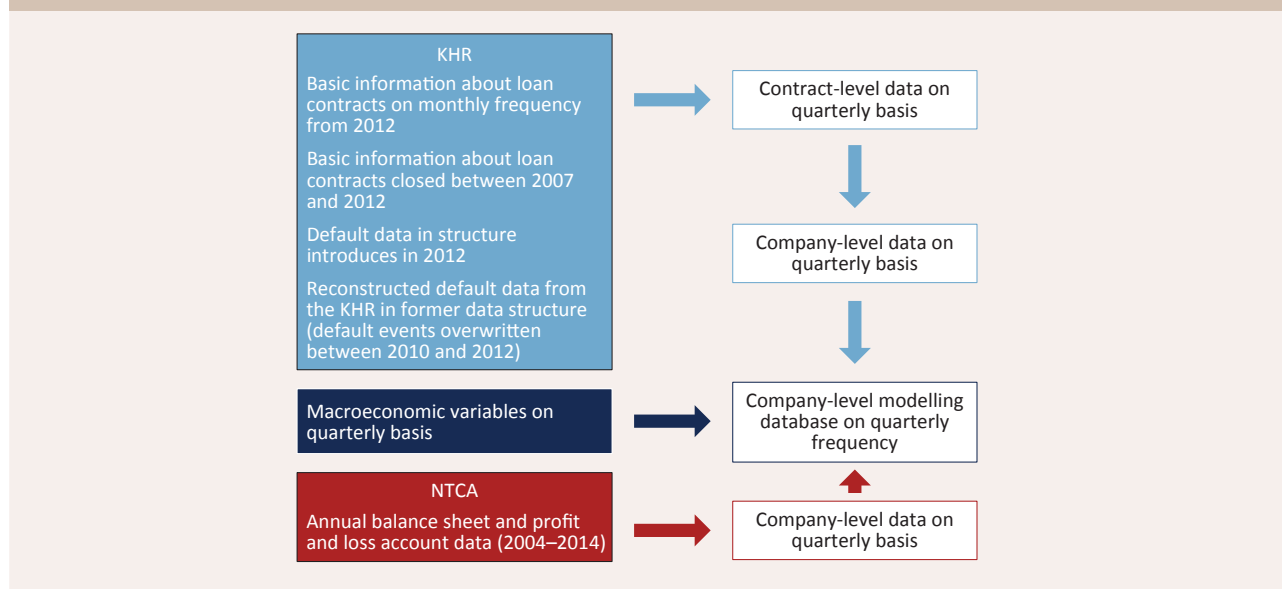 KHR
Basic information about loan
contracts on monthly frequency
from 2012
Basic information about loan
contracts closed between 2007
and 2012
Default data in structure
introduces in 2012
Reconstructed default data from
the KHR in former data structure
(default events overwritten
between 2010 and 2012)
Contract-level data on
quarterly basis
Company-level data on
quarterly basis
Macroeconomic variables on
quarterly basis
Company-level modelling
database on quarterly
frequency
NTCA
Annual balance sheet and profit
and loss account data (2004–2014)
Company-level data on
quarterly basis